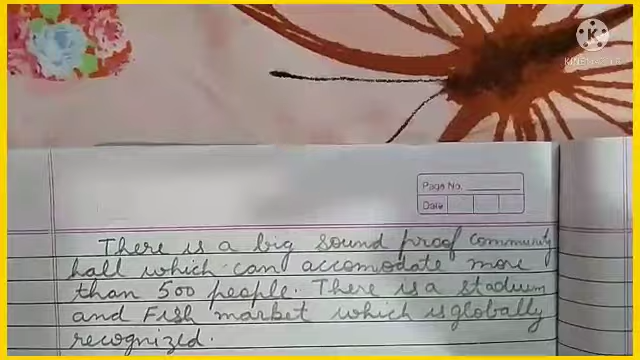 KINEMASTER
Page No.
Date
There is a big sound proof community
hall which can accomodate more
than 500 people. There is a stadium
and Fish market which is globally
recognized.